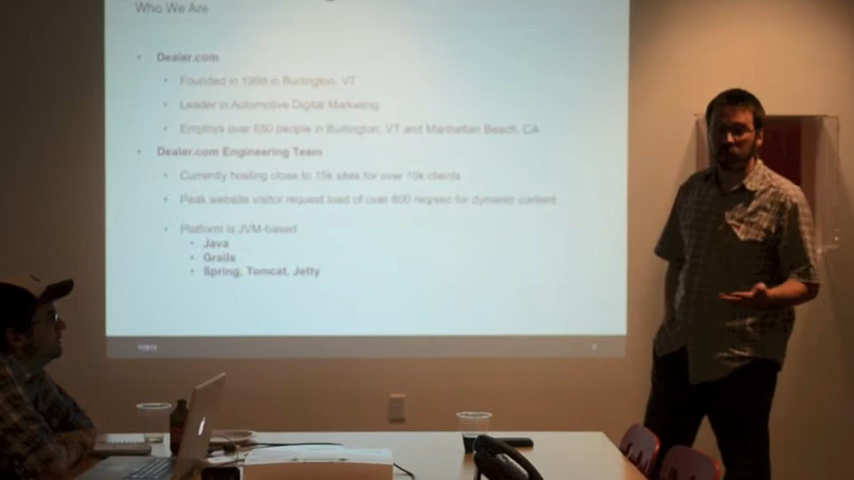 Who We Are
• Dealer.com
• Founded in 1998 in Burlington, VT
• Leader in Automotive Digital Marketing
• Employs over 650 people in Burlington, VT and Manhattan Beach, CA
• Dealer.com Engineering Team
• Currently hosting close to 15k sites for over 10k clients
• Peak website visitor request load of over 800 req/sec for dynamic content
• Platform is JVM-based
• Java
• Grails
• Spring, Tomcat, Jetty